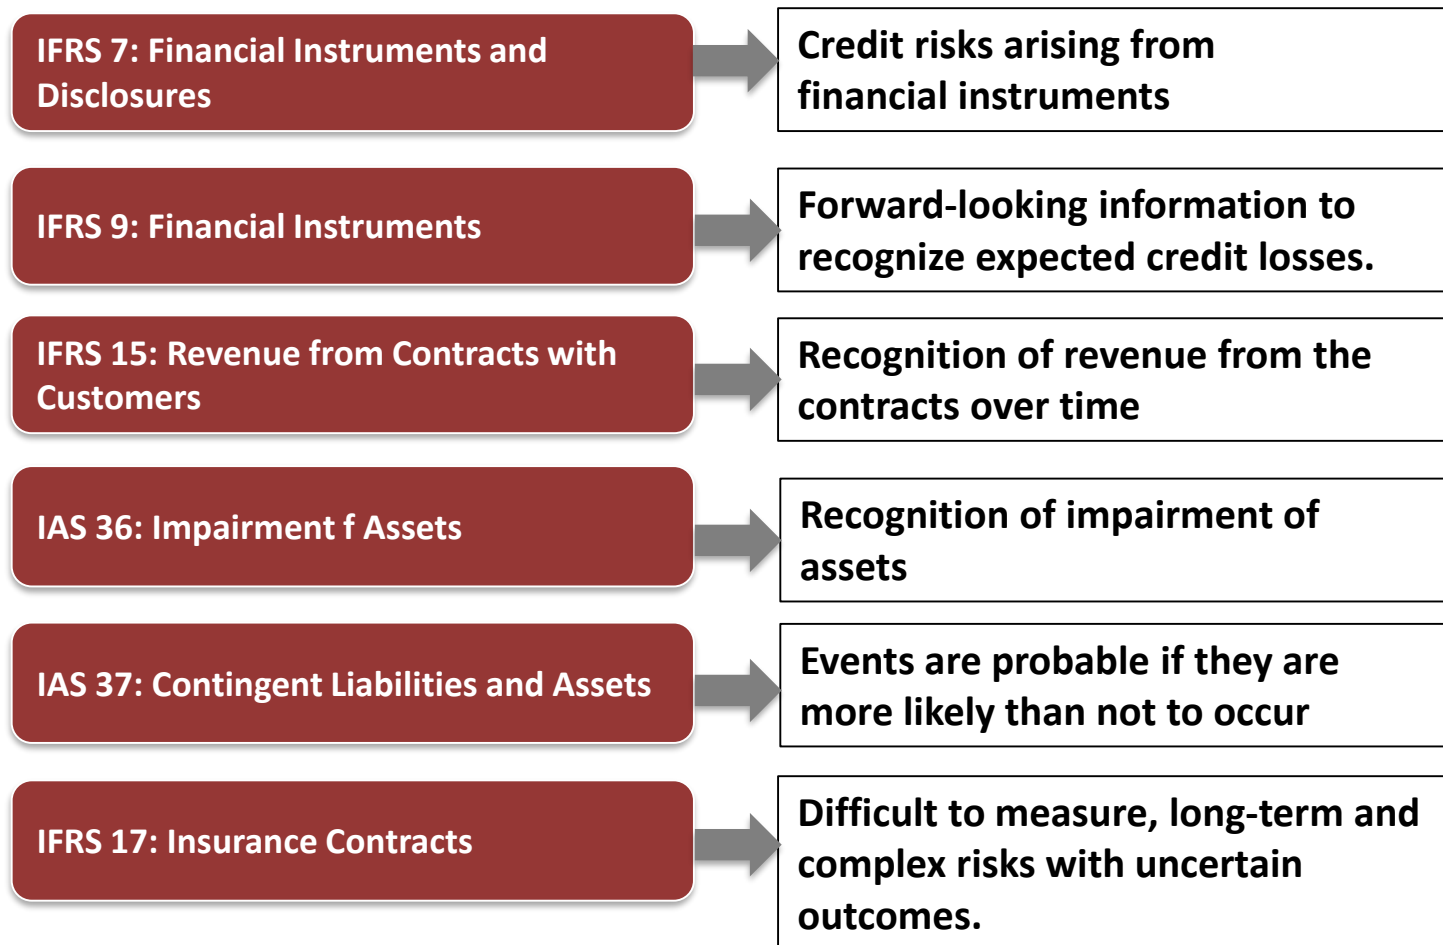 IFRS 7: Financial Instruments and
Disclosures
Credit risks arising from
financial instruments
IFRS 9: Financial Instruments
Forward-looking information to
recognize expected credit losses.
IFRS 15: Revenue from Contracts with
Customers
Recognition of revenue from the
contracts over time
IAS 36: Impairment f Assets
Recognition of impairment of
assets
IAS 37: Contingent Liabilities and Assets
Events are probable if they are
more likely than not to occur
IFRS 17: Insurance Contracts
Difficult to measure, long-term and
complex risks with uncertain
outcomes.